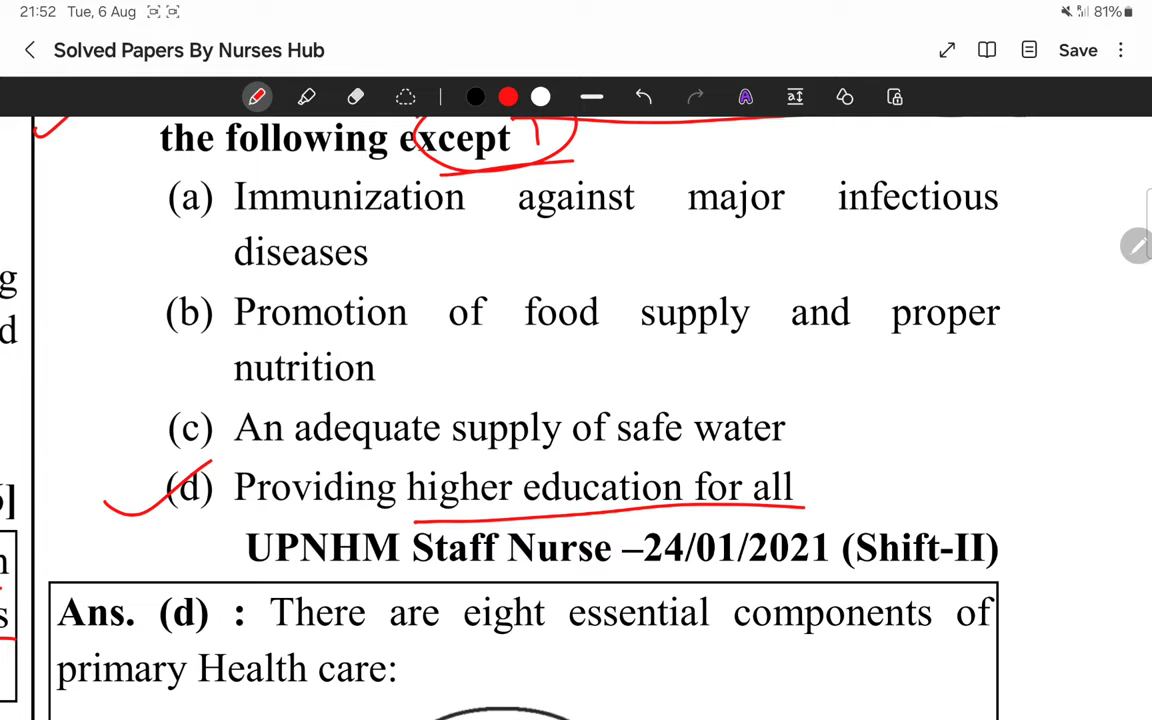 21:52 Tue, 6 Aug 81%
Solved Papers By Nurses Hub Save
the following except
(a) Immunization against major infectious
diseases
(b) Promotion of food supply and proper
nutrition
(c) An adequate supply of safe water
(d) Providing higher education for all
UPNHM Staff Nurse –24/01/2021 (Shift-II)
Ans. (d) : There are eight essential components of
primary Health care:
g
d
]
s